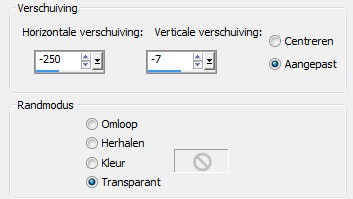 Verschuiving
Horizontale verschuiving: Verticale verschuiving:
-250 -7
Centreren
Aangepast
Randmodus
Omloop
Herhalen
Kleur
Transparant